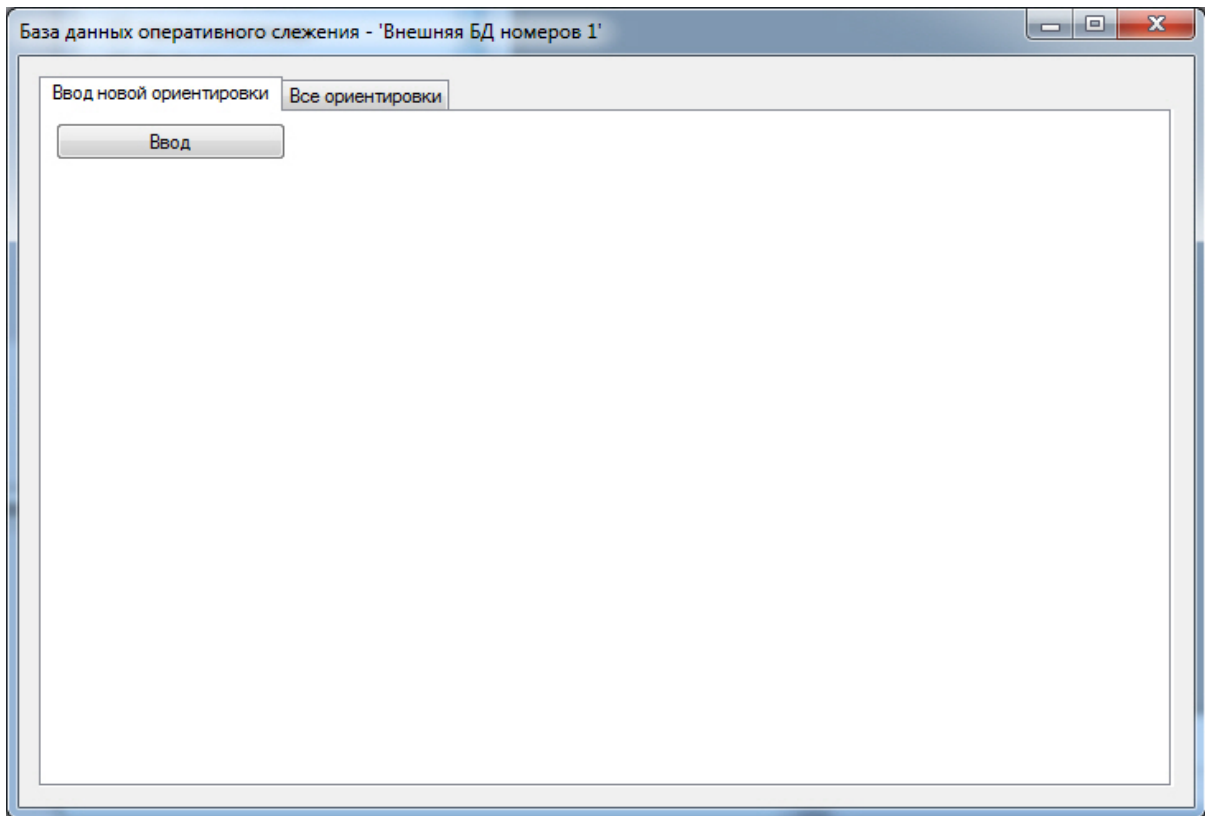 База данных оперативного слежения - 'Внешняя БД номеров 1'
Ввод новой ориентировки Все ориентировки
Ввод